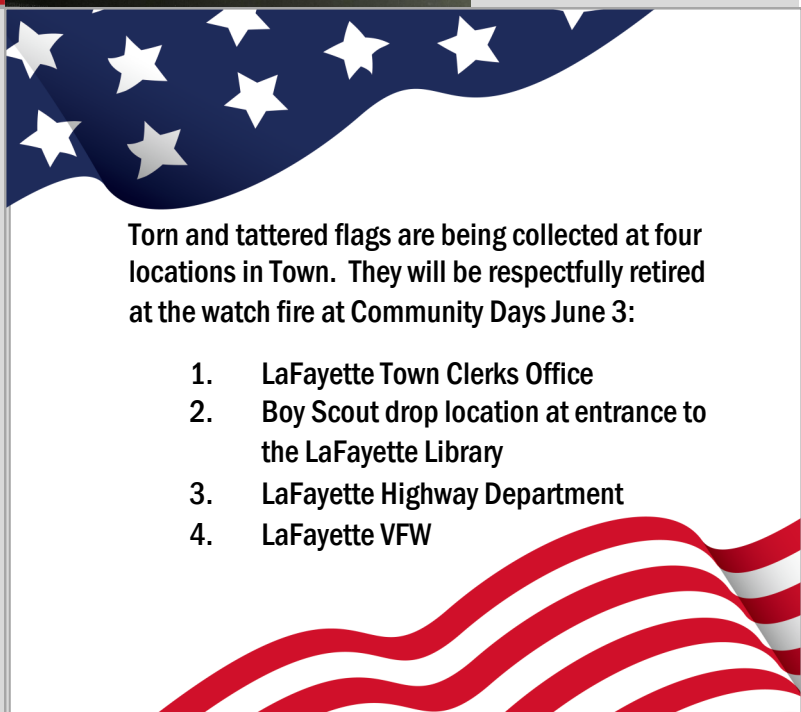 Torn and tattered flags are being collected at four
locations in Town.  They will be respectfully retired
at the watch fire at Community Days June 3:
1. LaFayette Town Clerks Office
2. Boy Scout drop location at entrance to
the LaFayette Library
3. LaFayette Highway Department
4. LaFayette VFW